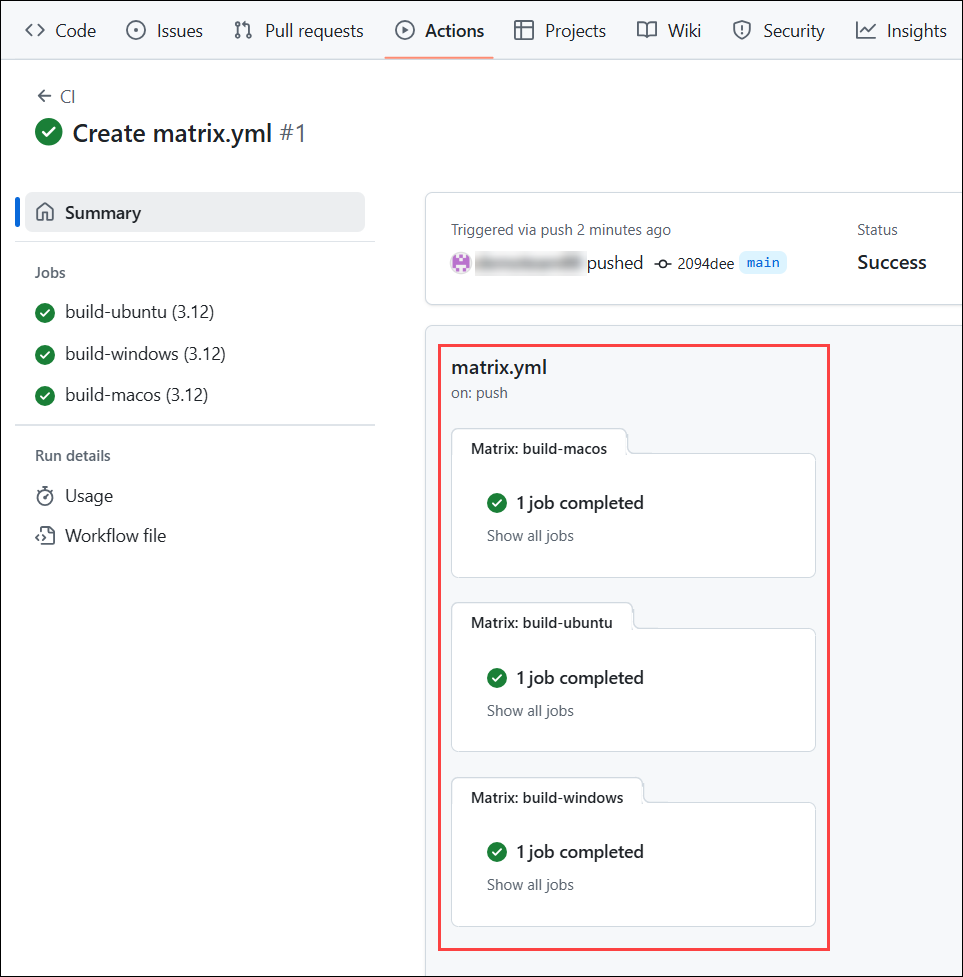 Code Issues Pull requests Actions Projects Wiki Security Insights
CI
Create matrix.yml #1
Summary
Jobs
build-ubuntu (3.12)
build-windows (3.12)
build-macos (3.12)
Run details
Usage
Workflow file
Triggered via push 2 minutes ago
pushed 2094dee main
Status
Success
matrix.yml
on: push
Matrix: build-macos
1 job completed
Show all jobs
Matrix: build-ubuntu
1 job completed
Show all jobs
Matrix: build-windows
1 job completed
Show all jobs